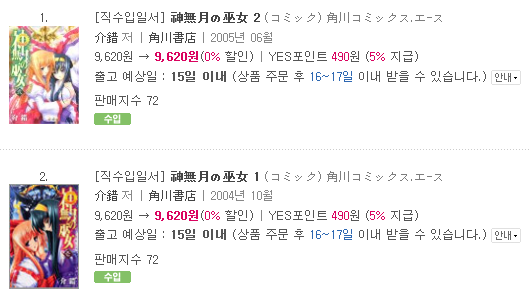 1.
[직수입일서] 神無月の巫女 2 (コミック) 角川コミックス.エース
介錯 저 | 角川書店 | 2005년 06월
9,620원 → 9,620원(0% 할인) | YES포인트 490원 (5% 지급)
출고 예상일 : 15일 이내 (상품 주문 후 16~17일 이내 받을 수 있습니다.) 안내
판매지수 72
수입
2.
[직수입일서] 神無月の巫女 1 (コミック) 角川コミックス.エース
介錯 저 | 角川書店 | 2004년 10월
9,620원 → 9,620원(0% 할인) | YES포인트 490원 (5% 지급)
출고 예상일 : 15일 이내 (상품 주문 후 16~17일 이내 받을 수 있습니다.) 안내
판매지수 72
수입